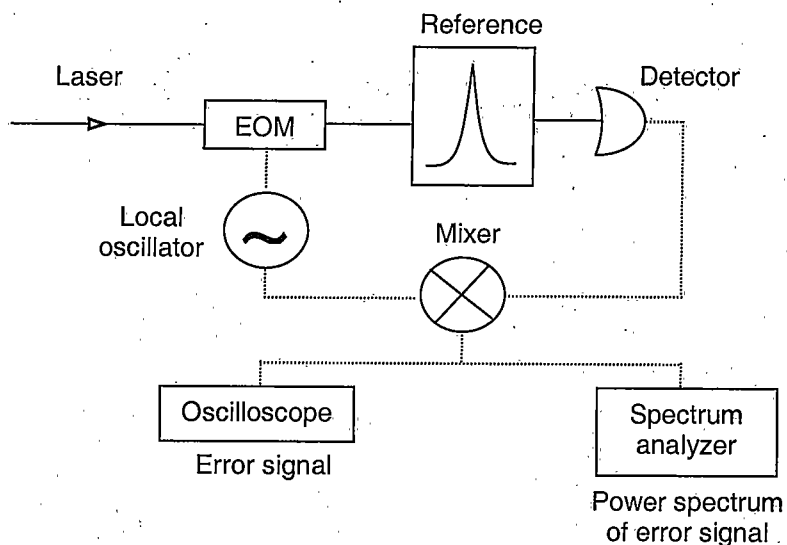 Reference
Laser
Detector
EOM
Local
oscillator
Mixer
Oscilloscope
Error signal
Spectrum
analyzer
Power spectrum
of error signal